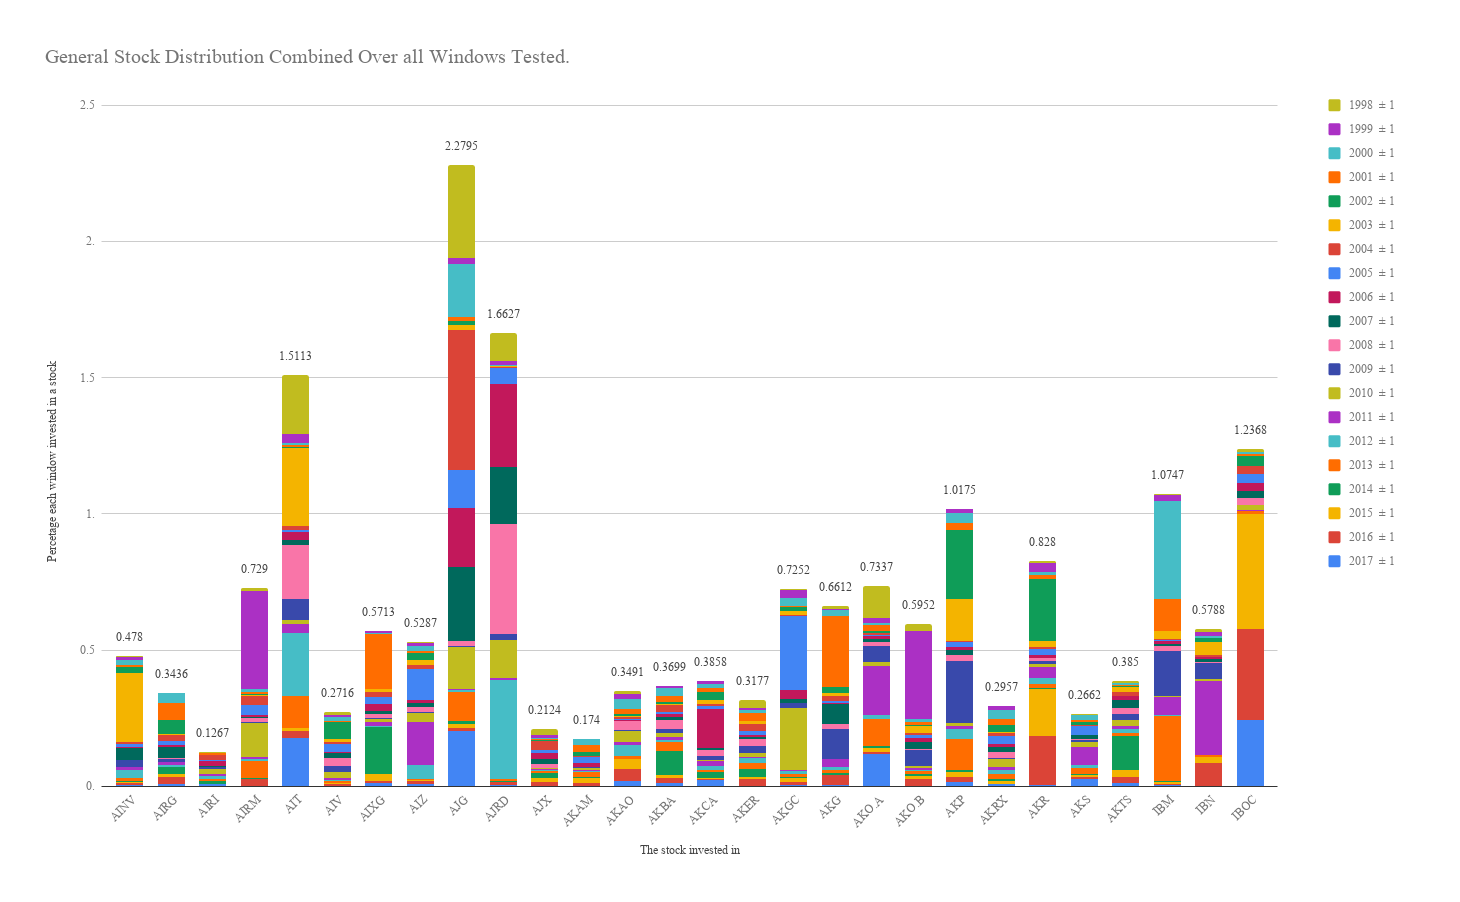 General Stock Distribution Combined Over all Windows Tested.
2.5
2.
1.5
1.
0.5
0.
Percetage each window invested in a stock
0.478
0.3436
0.1267
0.729
1.5113
0.2716
0.5713
0.5287
2.2795
1.6627
0.2124
0.174
0.3491
0.3699
0.3858
0.3177
0.7252
0.6612
0.7337
0.5952
1.0175
0.2957
0.828
0.2662
0.385
1.0747
0.5788
1.2368
AINV
AIRG
AIRI
AIRM
AIT
AIV
AIXG
AIZ
AJG
AJRD
AJX
AKAM
AKAO
AKBA
AKCA
AKER
AKGC
AKG
AKO.A
AKO.B
AKP
AKRX
AKR
AKS
AKTS
IBM
IBN
IBOC
The stock invested in
1998 ± 1
1999 ± 1
2000 ± 1
2001 ± 1
2002 ± 1
2003 ± 1
2004 ± 1
2005 ± 1
2006 ± 1
2007 ± 1
2008 ± 1
2009 ± 1
2010 ± 1
2011 ± 1
2012 ± 1
2013 ± 1
2014 ± 1
2015 ± 1
2016 ± 1
2017 ± 1